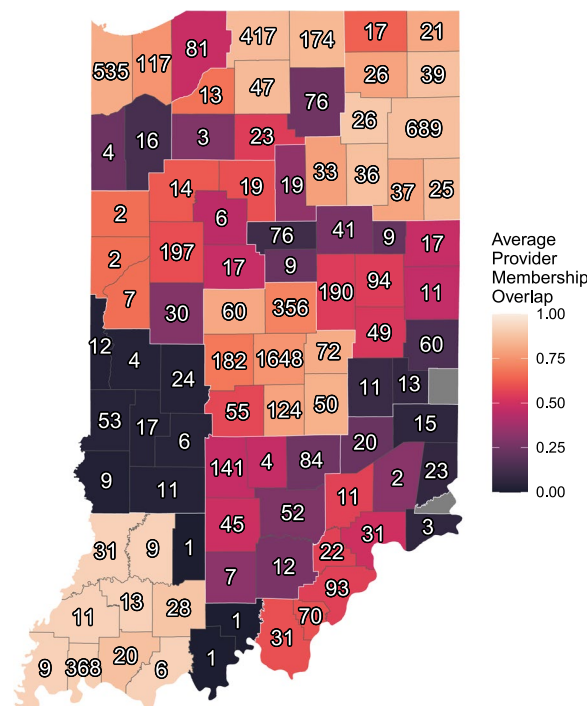 417 174 17 21
535 117 81
13 47 76 26 39
26 689
4 16 3 23
33 36 37 25
14 19 19
2 6
76 41 9 17
2 197 17 9
190 94 11
7 30 60 356
49 60
12 4 182 1648 72
24 11 13
55 124 50
53 17 15
6 20
141 4 84 2 23
9 11 11
45 52 31 3
31 9 1 22
7 12
93
13 28
11 1 70
31
9 368 20 6 1
Average
Provider
Membership
Overlap
1.00
0.75
0.50
0.25
0.00